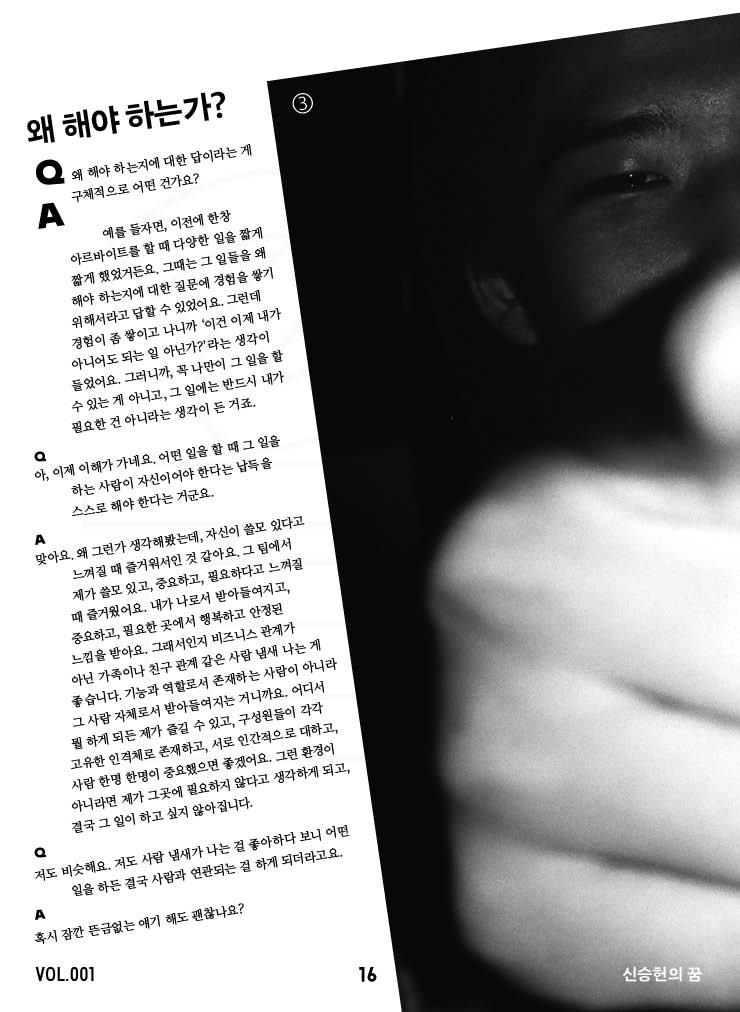 왜 해야 하는가?
③
Q
왜 해야 하는지에 대한 답이라는 게
구체적으로 어떤 건가요?
A
예를 들자면, 이전에 한창
아르바이트를 할 때 다양한 일을 짧게
짧게 했었거든요. 그때는 그 일들을 왜
해야 하는지에 대한 질문에 경험을 쌓기
위해서라고 답할 수 있었어요. 그런데
경험이 좀 쌓이고 나니까 ‘이건 이제 내가
아니어도 되는 일 아닌가?’라는 생각이
들었어요. 그러니까, 꼭 나만이 그 일을 할
수 있는 게 아니고, 그 일에는 반드시 내가
필요한 건 아니라는 생각이 든 거죠.
Q
아, 이제 이해가 가네요. 어떤 일을 할 때 그 일을
하는 사람이 자신이어야 한다는 납득을
스스로 해야 한다는 거군요.
A
맞아요. 왜 그런가 생각해봤는데, 자신이 쓸모 있다고
느껴질 때 즐거워서인 것 같아요. 그 팀에서
제가 쓸모 있고, 중요하고, 필요하다고 느껴질
때 즐거웠어요. 내가 나로서 받아들여지고,
중요하고, 필요한 곳에서 행복하고 안정된
느낌을 받아요. 그래서인지 비즈니스 관계가
아닌 가족이나 친구 관계 같은 사람 냄새 나는 게
좋습니다. 기능과 역할로서 존재하는 사람이 아니라
그 사람 자체로서 받아들여지는 거니까요. 어디서
뭘 하게 되든 제가 즐길 수 있고, 구성원들이 각각
고유한 인격체로 존재하고, 서로 인간적으로 대하고,
사람 한명 한명이 중요했으면 좋겠어요. 그런 환경이
아니라면 제가 그곳에 필요하지 않다고 생각하게 되고,
결국 그 일이 하고 싶지 않아집니다.
Q
저도 비슷해요. 저도 사람 냄새가 나는 걸 좋아하다 보니 어떤
일을 하든 결국 사람과 연관되는 걸 하게 되더라고요.
A
혹시 잠깐 뜬금없는 얘기 해도 괜찮나요?
VOL.001
16
신승헌의 꿈